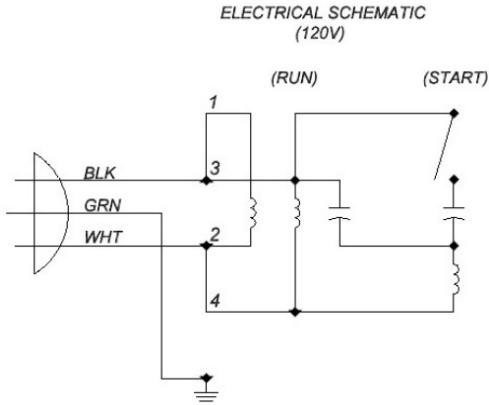 ELECTRICAL SCHEMATIC
(120V)
(RUN) (START)
1
3
BLK
GRN
WHT
2
4